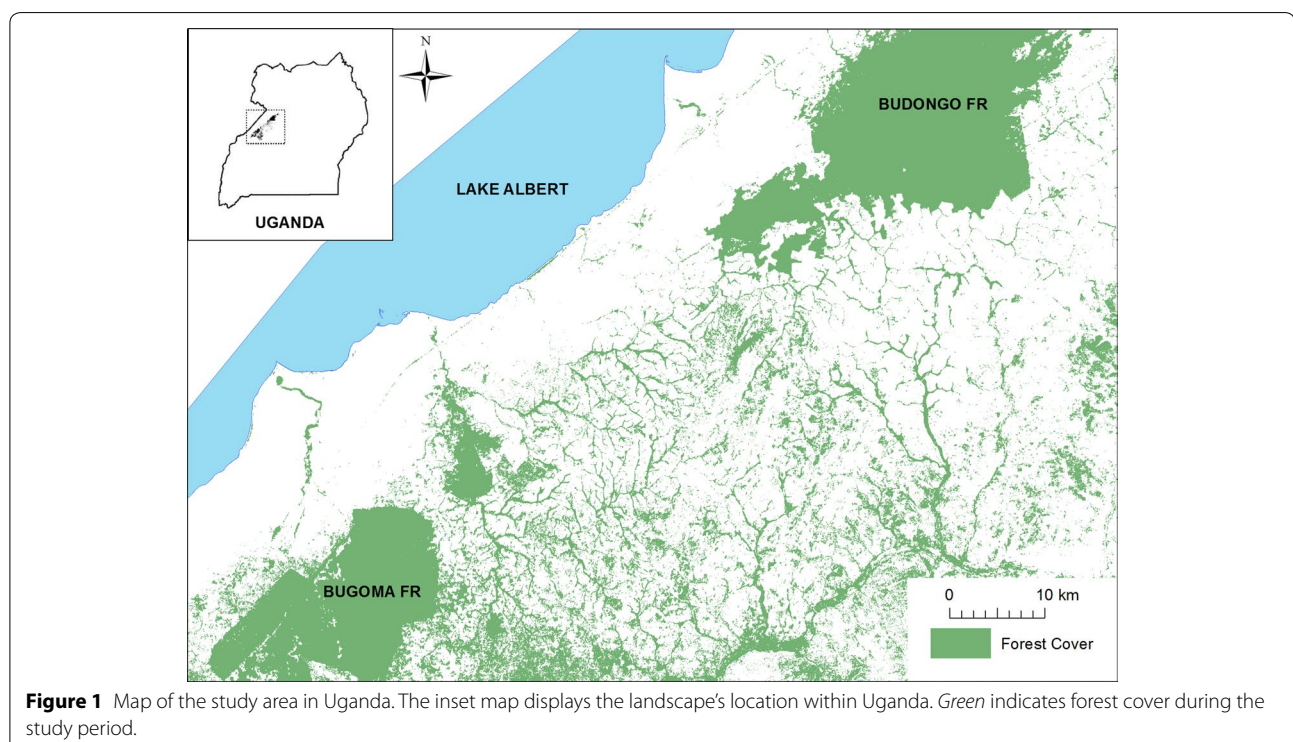 N
BUDONGO FR
LAKE ALBERT
UGANDA
BUGOMA FR
0 10 km
Forest Cover
Figure 1 Map of the study area in Uganda. The inset map displays the landscape’s location within Uganda. Green indicates forest cover during the
study period.